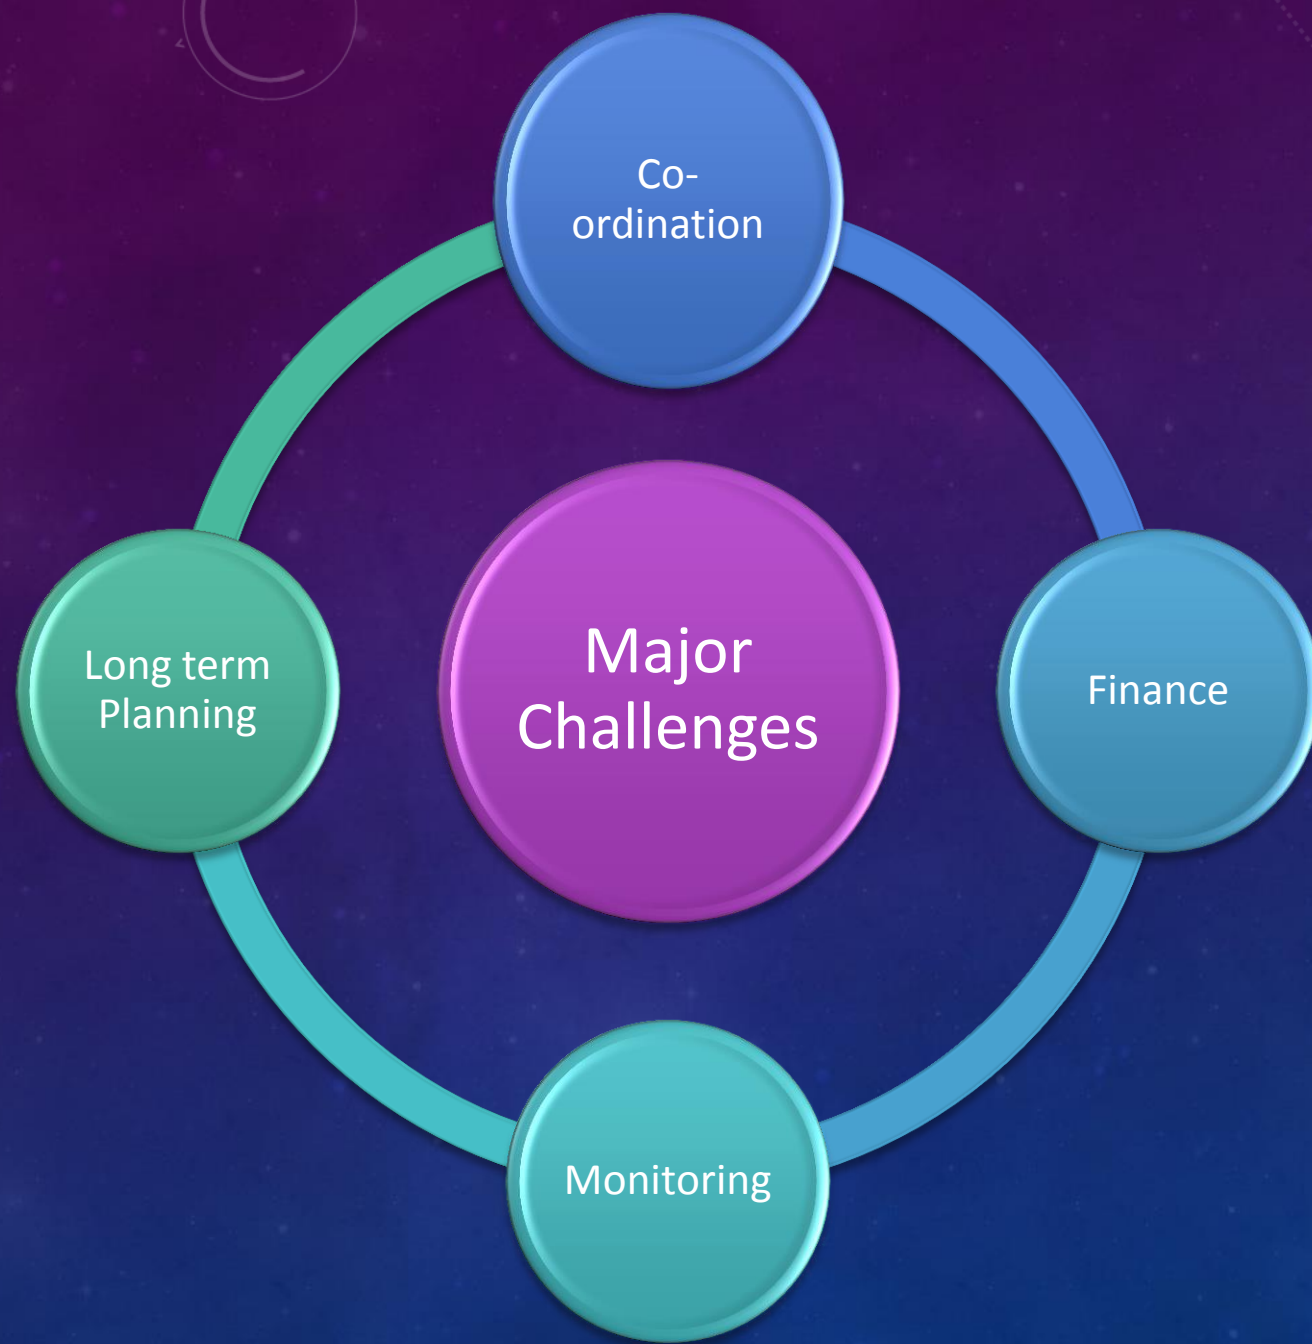 Co-
ordination
Major
Challenges
Long term
Planning
Finance
Monitoring